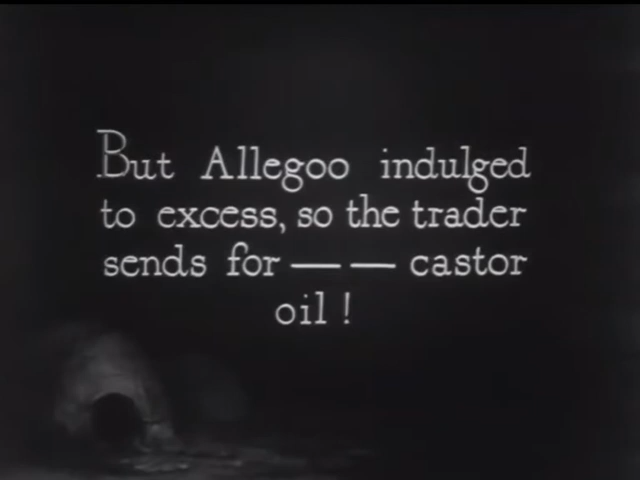 But Allegoo indulged
to excess, so the trader
sends for — — castor
oil!